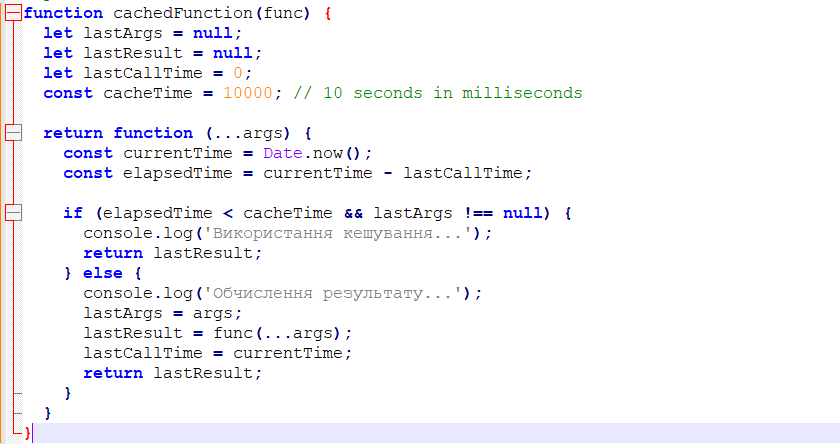 function cachedFunction(func) {
  let lastArgs = null;
  let lastResult = null;
  let lastCallTime = 0;
  const cacheTime = 10000; // 10 seconds in milliseconds

  return function (...args) {
    const currentTime = Date.now();
    const elapsedTime = currentTime - lastCallTime;

    if (elapsedTime < cacheTime && lastArgs !== null) {
      console.log('Використання кешування...');
      return lastResult;
    } else {
      console.log('Обчислення результату...');
      lastArgs = args;
      lastResult = func(...args);
      lastCallTime = currentTime;
      return lastResult;
    }
  }
}